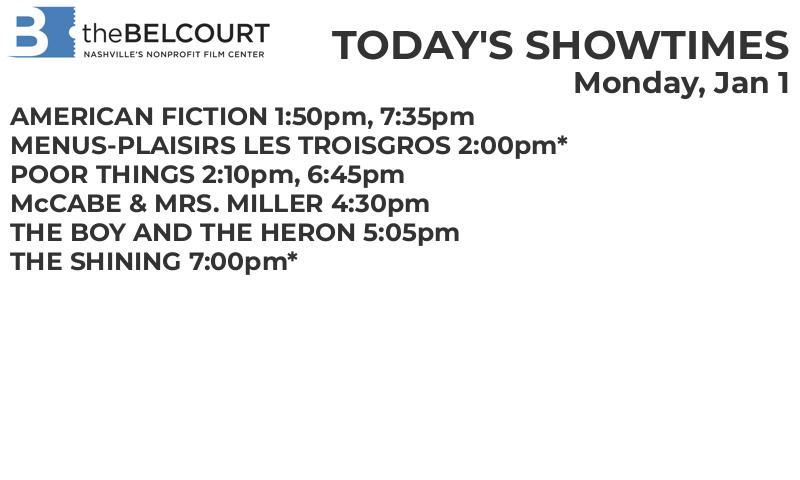 B theBELCOURT
NASHVILLE'S NONPROFIT FILM CENTER
TODAY'S SHOWTIMES
Monday, Jan 1
AMERICAN FICTION 1:50pm, 7:35pm
MENUS-PLAISIRS LES TROISGROS 2:00pm*
POOR THINGS 2:10pm, 6:45pm
McCABE & MRS. MILLER 4:30pm
THE BOY AND THE HERON 5:05pm
THE SHINING 7:00pm*